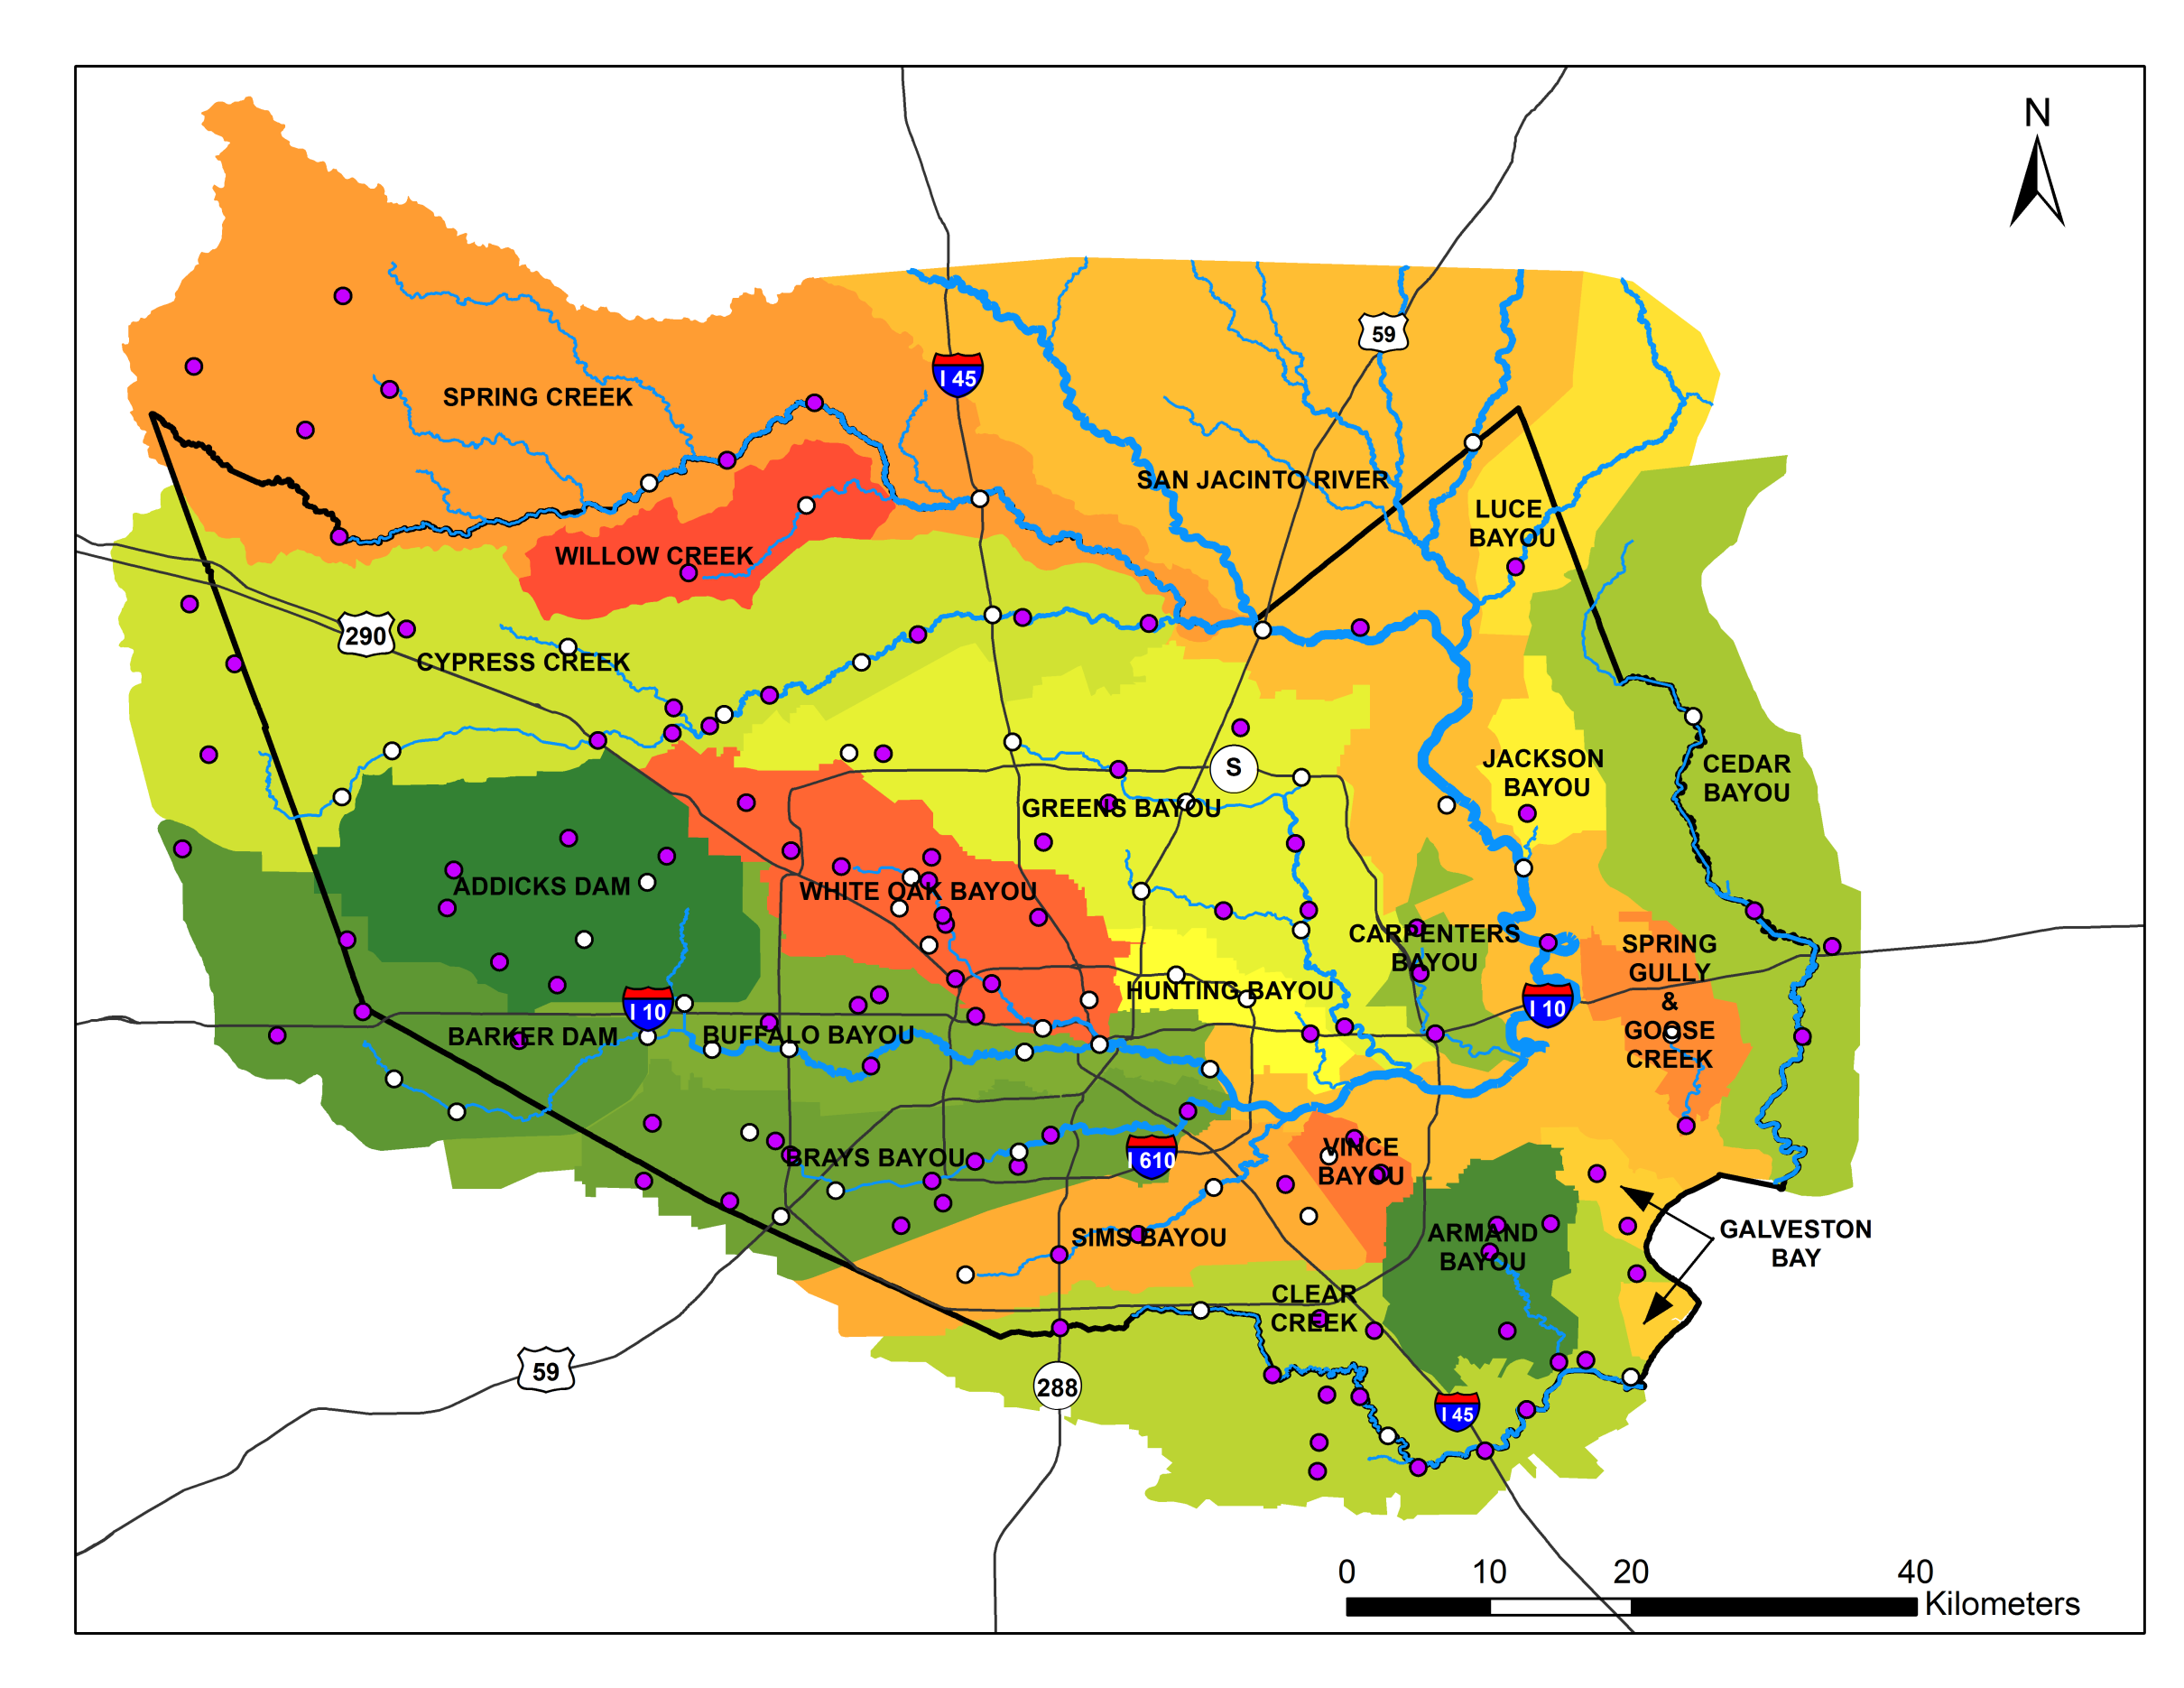 N
59
I 45
SPRING CREEK
SAN JACINTO RIVER
LUCE
BAYOU
WILLOW CREEK
290
CYPRESS CREEK
S
JACKSON
BAYOU
CEDAR
BAYOU
GREENS BAYOU
ADDICKS DAM
WHITE OAK BAYOU
CARPENTERS
BAYOU
SPRING
GULLY
&
GOOSE
CREEK
HUNTING BAYOU
I 10
I 10
BARKER DAM
BUFFALO BAYOU
BRAYS BAYOU
I 610
VINCE
BAYOU
SIMS BAYOU
ARMAND
BAYOU
GALVESTON
BAY
CLEAR
CREEK
59
288
I 45
0 10 20 40
Kilometers